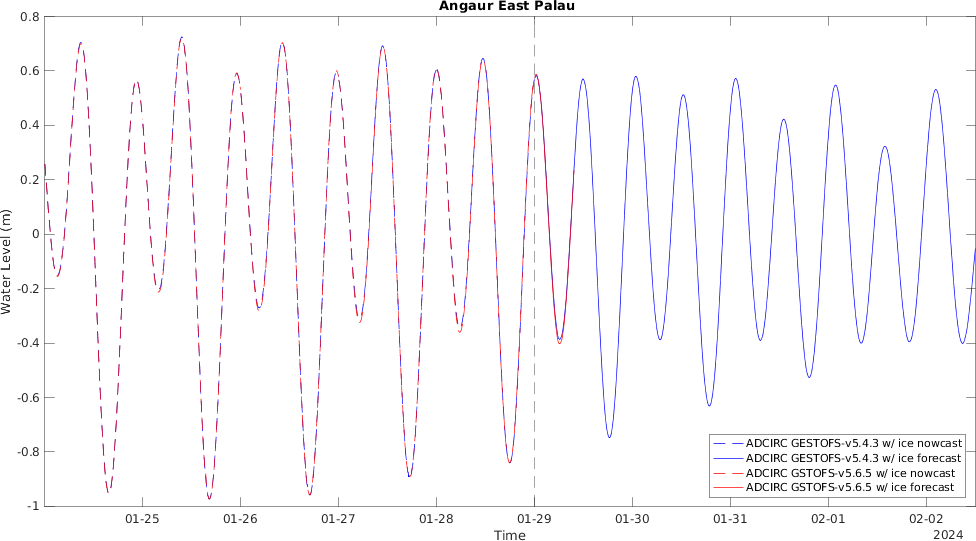 Angaur East Palau
0.8
0.6
0.4
0.2
0
-0.2
-0.4
-0.6
-0.8
-1
Water Level (m)
01-25 01-26 01-27 01-28 01-29 01-30 01-31 02-01 02-02
Time
2024
ADCIRC GESTOFS-v5.4.3 w/ ice nowcast
ADCIRC GESTOFS-v5.4.3 w/ ice forecast
ADCIRC GSTOFS-v5.6.5 w/ ice nowcast
ADCIRC GSTOFS-v5.6.5 w/ ice forecast